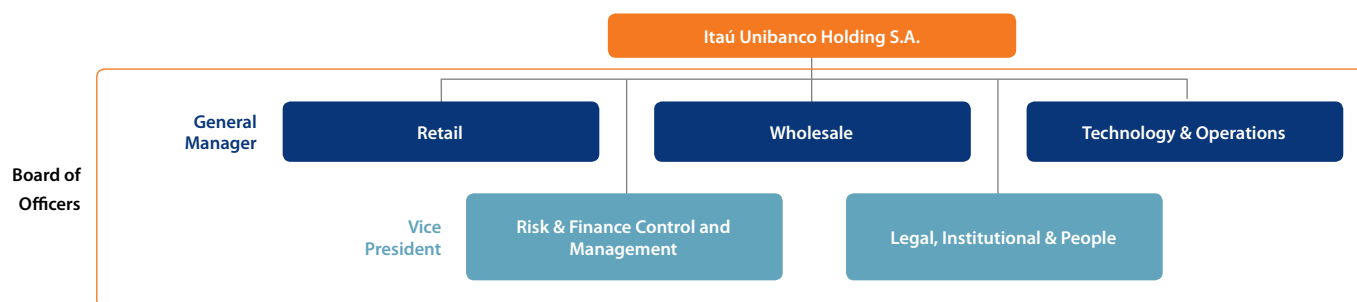 Itaú Unibanco Holding S.A.
General
Manager
Retail
Wholesale
Technology & Operations
Board of
Officers
Vice
President
Risk & Finance Control and
Management
Legal, Institutional & People